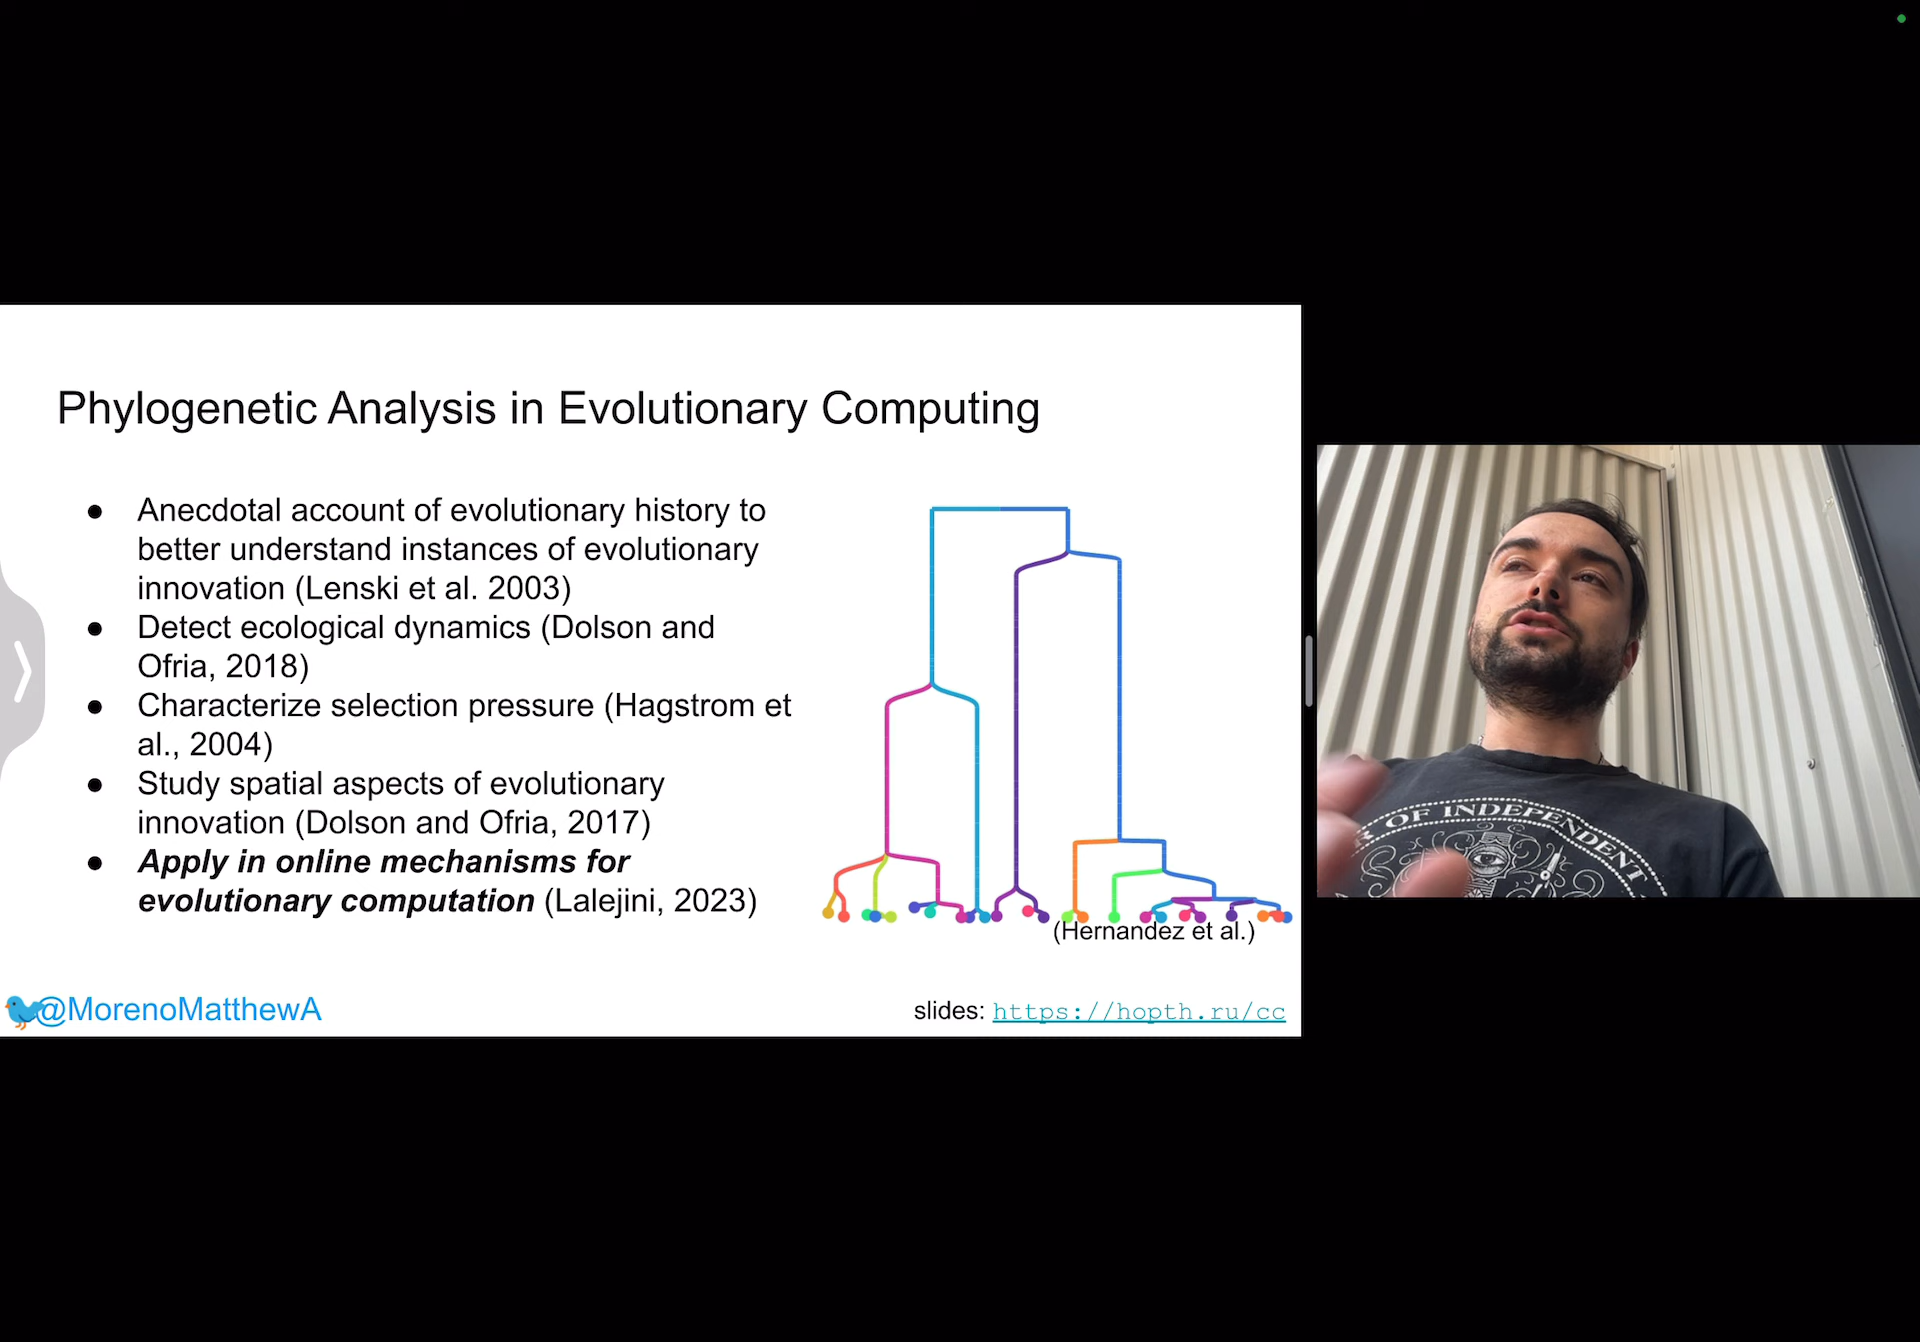 Phylogenetic Analysis in Evolutionary Computing
● Anecdotal account of evolutionary history to
better understand instances of evolutionary
innovation (Lenski et al. 2003)
● Detect ecological dynamics (Dolson and
Ofria, 2018)
● Characterize selection pressure (Hagstrom et
al., 2004)
● Study spatial aspects of evolutionary
innovation (Dolson and Ofria, 2017)
● Apply in online mechanisms for
evolutionary computation (Lalejini, 2023)
(Hernandez et al.)
@MorenoMatthewA
slides: https://hopth.ru/cc
OF INDEPENDENT